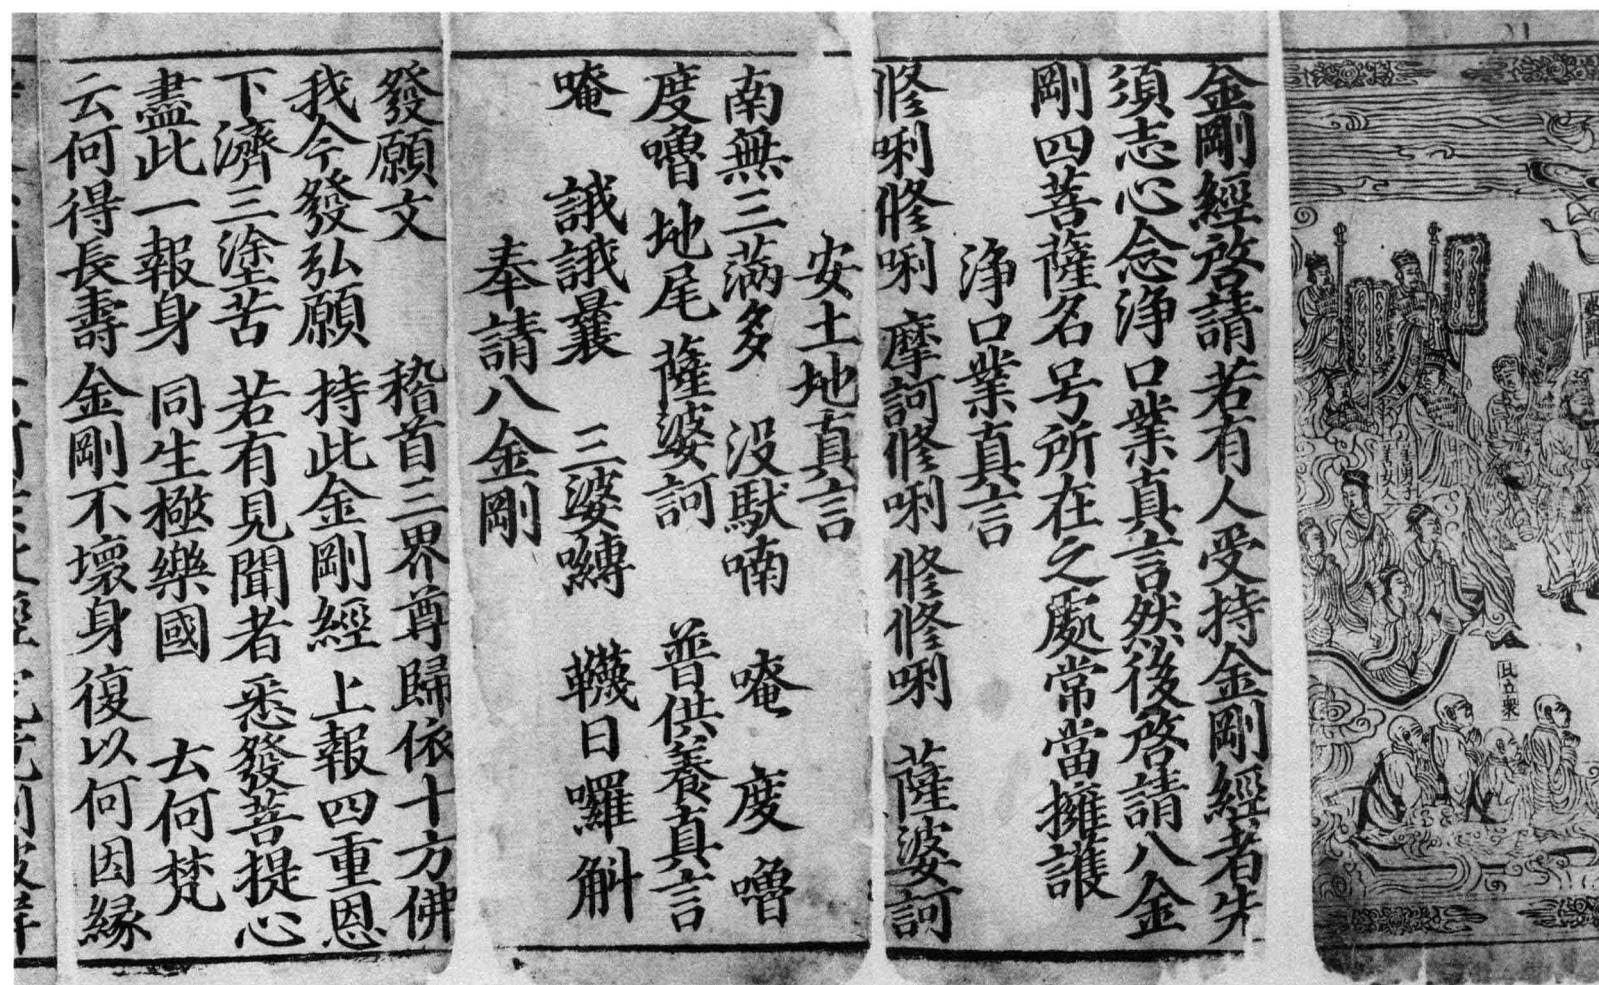 比丘衆
金剛經啓請若有人受持金剛經者先
須志心念浄口業真言然後啓請八金
剛四菩薩名号所在之處常當擁護
浄口業真言
修唎修唎 摩訶修唎 修修唎 薩婆訶
安土地真言
南無三滿多 没馱喃 唵 度嚕
度嚕地尾 薩婆訶 普供養真言
唵 誐誐曩 三婆嚩 韈日囉斛
奉請八金剛
發願文 稽首三界尊歸依十方佛
我今發弘願 持此金剛經 上報四重恩
下濟三塗苦 若有見聞者 悉發菩提心
盡此一報身 同生極樂國 云何梵
云何得長壽 金剛不壞身 復以何因縁